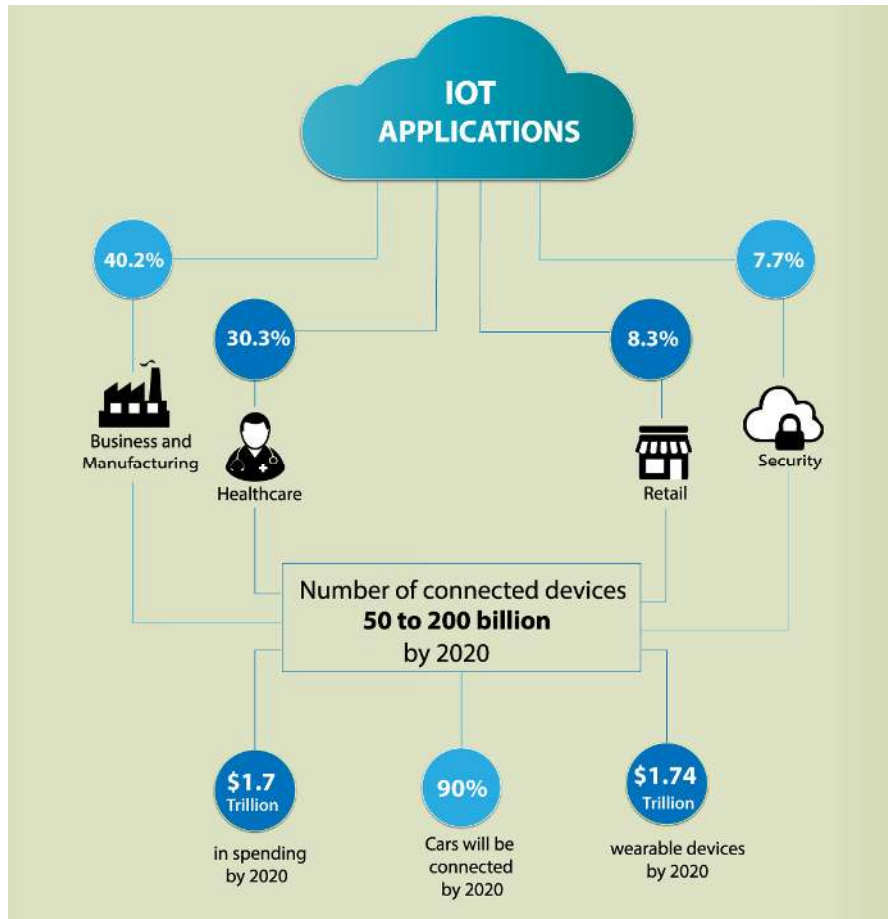 IOT
APPLICATIONS
40.2%
7.7%
30.3%
8.3%
Business and
Manufacturing
Healthcare
Retail
Security
Number of connected devices
50 to 200 billion
by 2020
$1.7
Trillion
in spending
by 2020
90%
Cars will be
connected
by 2020
$1.74
Trillion
wearable devices
by 2020